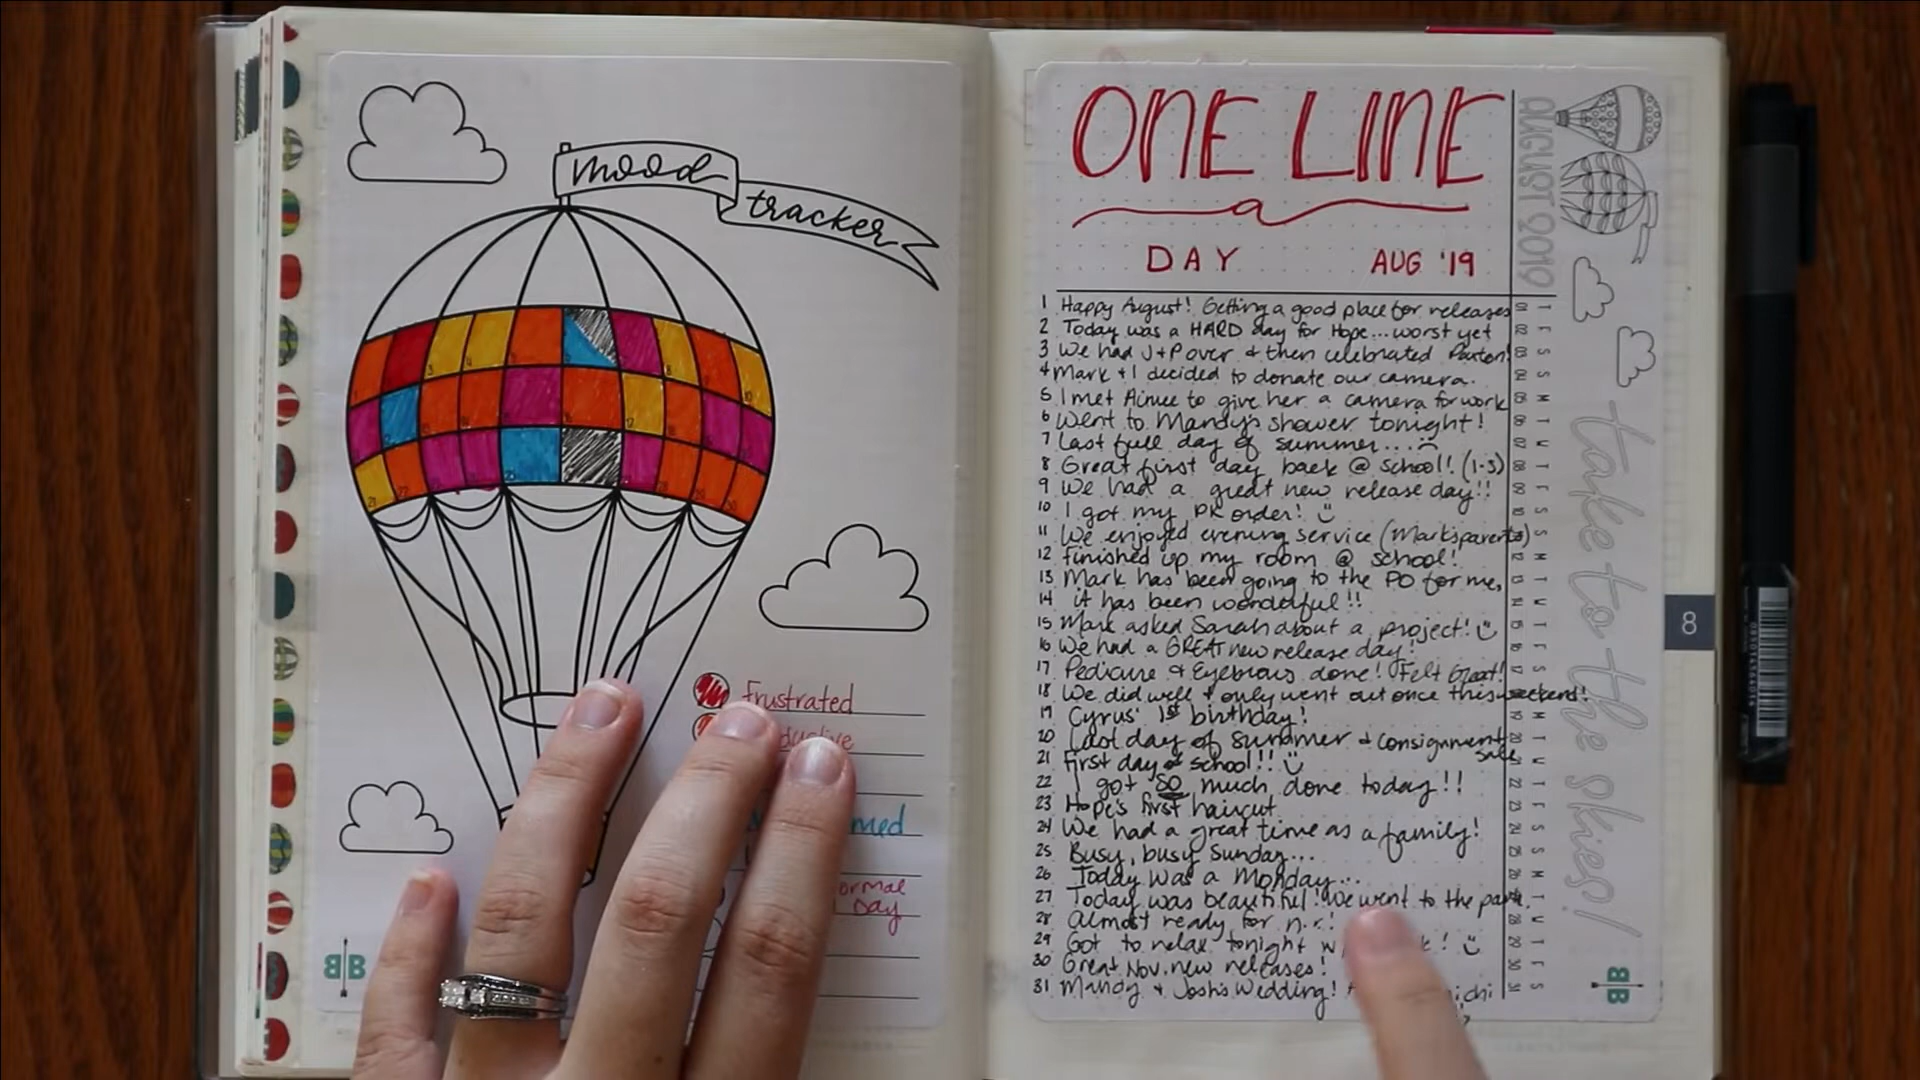 mood
tracker
Frustrated
med
ormal
Day
BB
ONE LINE
a
DAY AUG '19
1 Happy August! Getting a good place for releases
2 Today was a HARD day for Hope... worst yet
3 We had J+P over & then celebrated Paxton!
4 Mark + I decided to donate our camera.
5 I met Aimee to give her a camera for work
6 Went to Mandy's shower tonight!
7 Last full day of summer...
8 Great first day back @ school! (1-3)
9 We had a great new release day!!
10 I got my PR order!
11 We enjoyed evening service (Mark's parents)
12 finished up my room @ school!
13 Mark has been going to the PO for me,
14 it has been wonderful!!
15 Mark asked Sarah about a project!
16 We had a GREAT new release day!
17 Pedicure & Eyebrows done! Felt Great!
18 We did well & only went out once this weekend!
19 Cyrus' 1st birthday!
20 Last day of summer & consignment sale
21 First day of school!!
22 I got SO much done today!!
23 Hope's first haircut
24 We had a great time as a family!
25 Busy, busy Sunday...
26 Today was a Monday...
27 Today was beautiful! We went to the park.
28 Almost ready for n.r.!
29 Got to relax tonight
30 Great Nov. new releases!
31 Mandy & Josh's Wedding!
AUGUST 2019
take to the skies!
8
BB